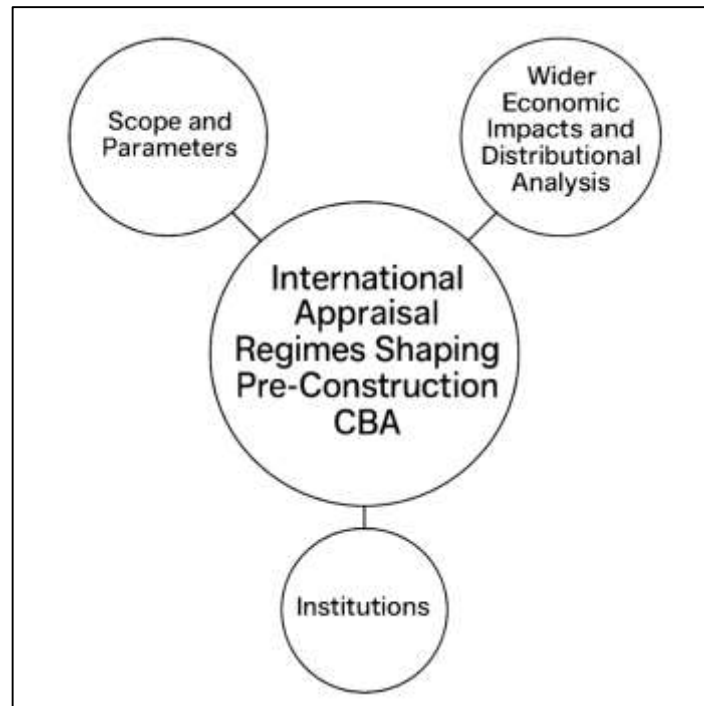 Scope and
Parameters
Wider
Economic
Impacts and
Distributional
Analysis
International
Appraisal
Regimes Shaping
Pre-Construction
CBA
Institutions